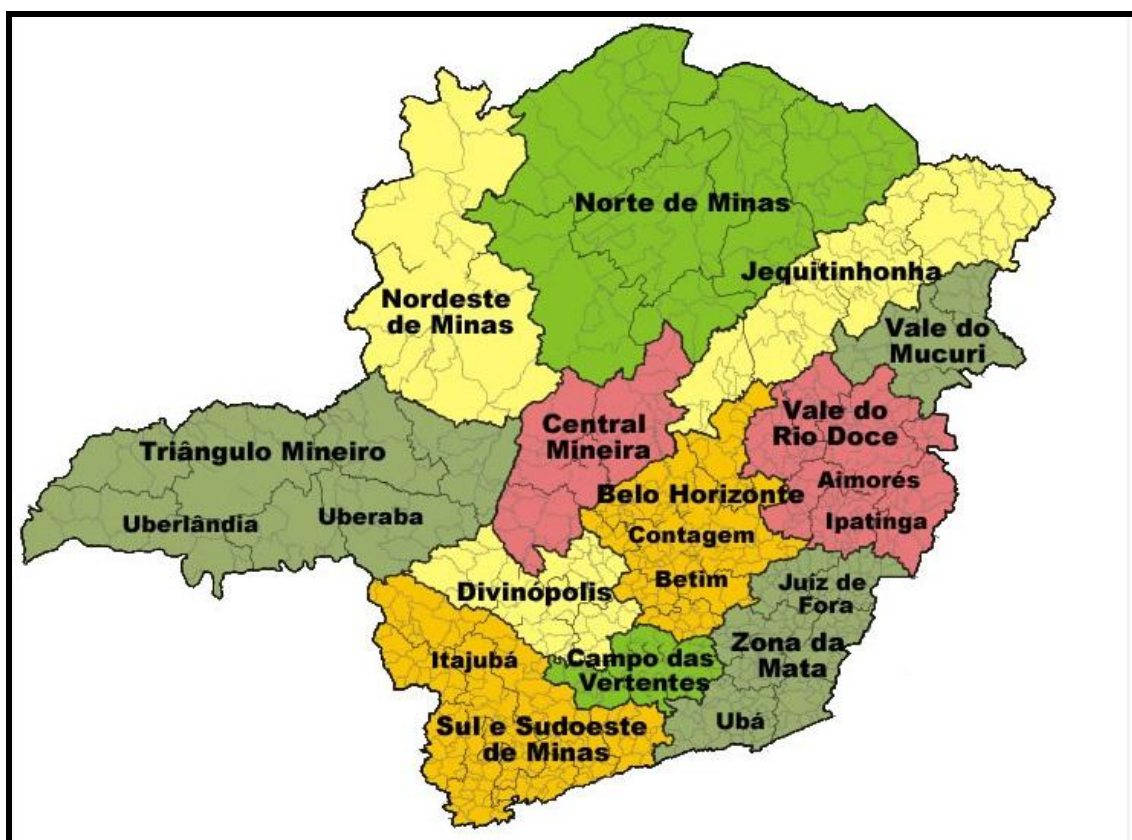 Norte de Minas
Jequitinhonha
Nordeste
de Minas
Vale do
Mucuri
Central
Mineira
Vale do
Rio Doce
Triângulo Mineiro
Aimorés
Belo Horizonte
Uberlândia
Uberaba
Ipatinga
Contagem
Betim
Divinópolis
Juíz de
Fora
Zona da
Mata
Itajubá
Campo das
Vertentes
Ubá
Sul e Sudoeste
de Minas